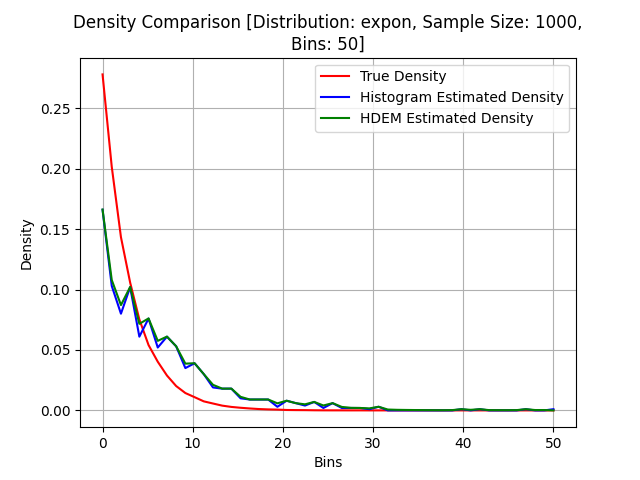 Density Comparison [Distribution: expon, Sample Size: 1000,
Bins: 50]
True Density
Histogram Estimated Density
HDEM Estimated Density
Density
0.25
0.20
0.15
0.10
0.05
0.00
0 10 20 30 40 50
Bins